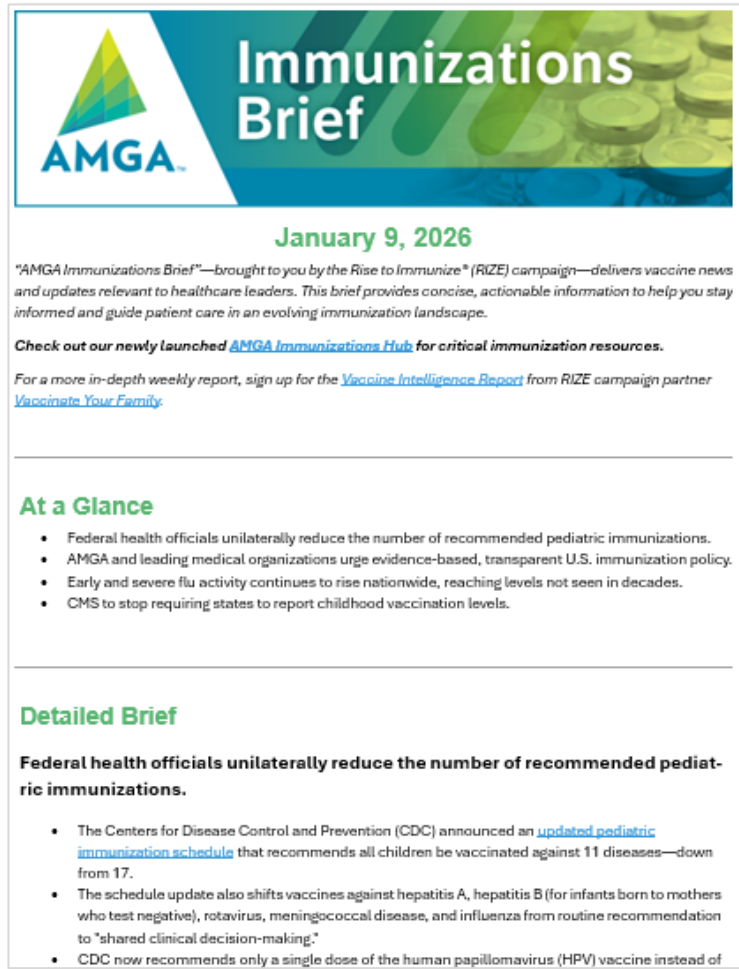 Immunizations
Brief
AMGA™
January 9, 2026
"AMGA Immunizations Brief"—brought to you by the Rise to Immunize® (RIZE) campaign—delivers vaccine news
and updates relevant to healthcare leaders. This brief provides concise, actionable information to help you stay
informed and guide patient care in an evolving immunization landscape.
Check out our newly launched AMGA Immunizations Hub for critical immunization resources.
For a more in-depth weekly report, sign up for the Vaccine Intelligence Report from RIZE campaign partner
Vaccinate Your Family.
At a Glance
• Federal health officials unilaterally reduce the number of recommended pediatric immunizations.
• AMGA and leading medical organizations urge evidence-based, transparent U.S. immunization policy.
• Early and severe flu activity continues to rise nationwide, reaching levels not seen in decades.
• CMS to stop requiring states to report childhood vaccination levels.
Detailed Brief
Federal health officials unilaterally reduce the number of recommended pediat-
ric immunizations.
• The Centers for Disease Control and Prevention (CDC) announced an updated pediatric
immunization schedule that recommends all children be vaccinated against 11 diseases—down
from 17.
• The schedule update also shifts vaccines against hepatitis A, hepatitis B (for infants born to mothers
who test negative), rotavirus, meningococcal disease, and influenza from routine recommendation
to "shared clinical decision-making."
• CDC now recommends only a single dose of the human papillomavirus (HPV) vaccine instead of